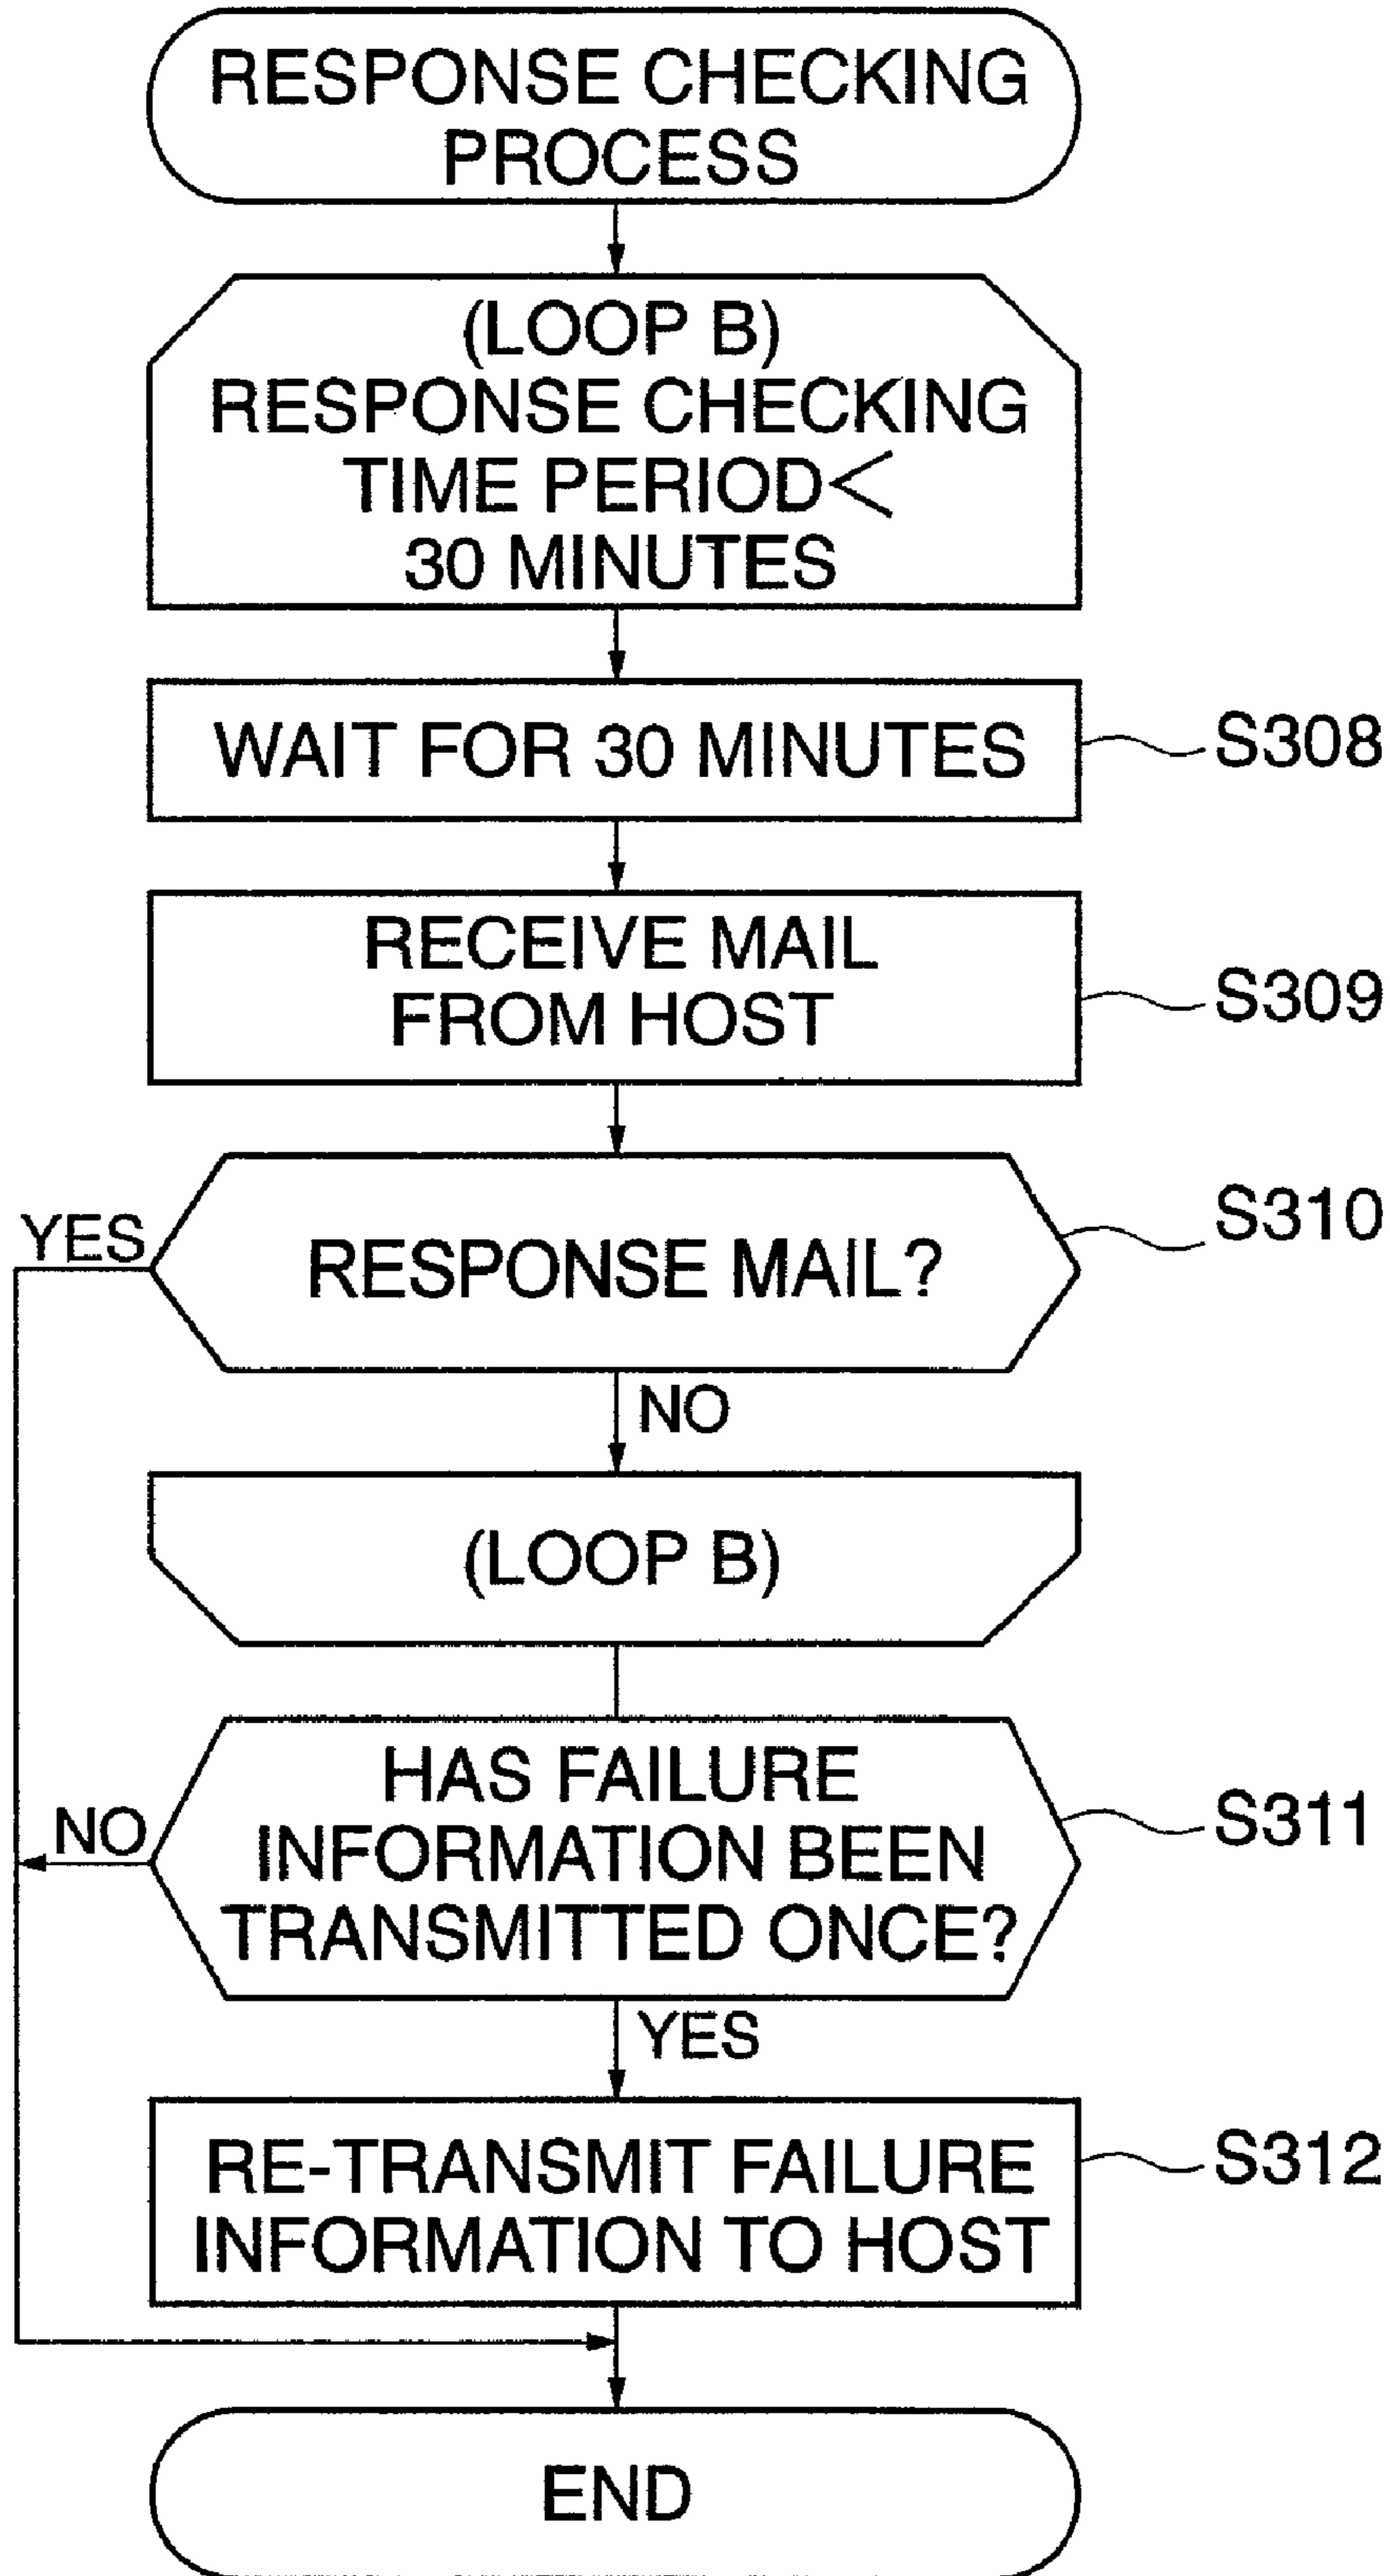 RESPONSE CHECKING
PROCESS
(LOOP B)
RESPONSE CHECKING
TIME PERIOD<
30 MINUTES
WAIT FOR 30 MINUTES
S308
RECEIVE MAIL
FROM HOST
S309
YES
RESPONSE MAIL?
S310
NO
(LOOP B)
NO
HAS FAILURE
INFORMATION BEEN
TRANSMITTED ONCE?
S311
YES
RE-TRANSMIT FAILURE
INFORMATION TO HOST
S312
END